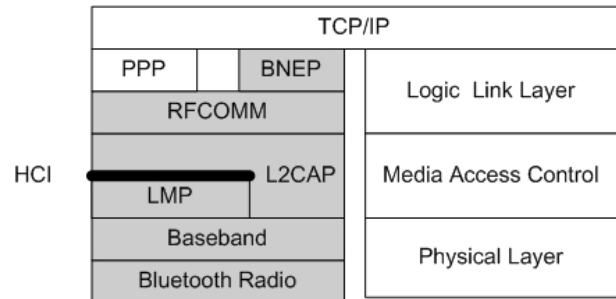 TCP/IP
PPP
BNEP
Logic Link Layer
RFCOMM
HCI
L2CAP
Media Access Control
LMP
Baseband
Physical Layer
Bluetooth Radio